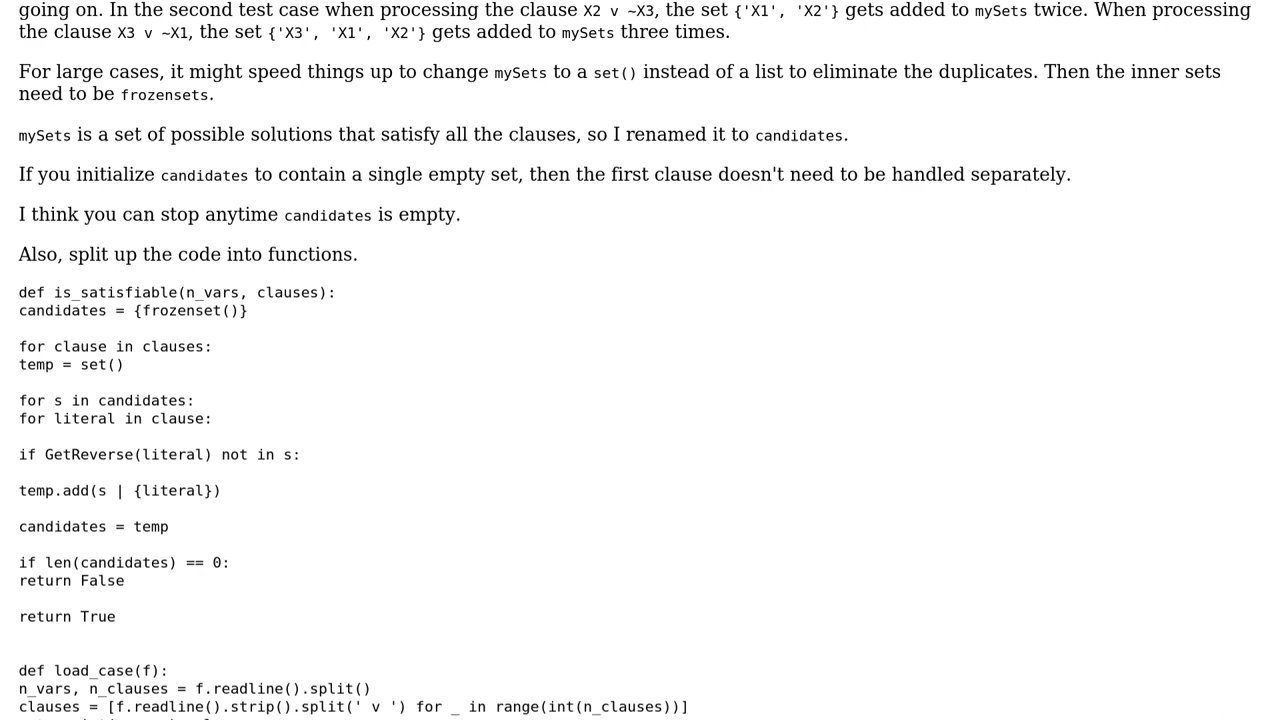 going on. In the second test case when processing the clause X2 v ~X3, the set {'X1', 'X2'} gets added to mySets twice. When processing
the clause X3 v ~X1, the set {'X3', 'X1', 'X2'} gets added to mySets three times.
For large cases, it might speed things up to change mySets to a set() instead of a list to eliminate the duplicates. Then the inner sets
need to be frozensets.
mySets is a set of possible solutions that satisfy all the clauses, so I renamed it to candidates.
If you initialize candidates to contain a single empty set, then the first clause doesn't need to be handled separately.
I think you can stop anytime candidates is empty.
Also, split up the code into functions.
def is_satisfiable(n_vars, clauses):
candidates = {frozenset()}
for clause in clauses:
temp = set()
for s in candidates:
for literal in clause:
if GetReverse(literal) not in s:
temp.add(s | {literal})
candidates = temp
if len(candidates) == 0:
return False
return True
def load_case(f):
n_vars, n_clauses = f.readline().split()
clauses = [f.readline().strip().split(' v ') for _ in range(int(n_clauses))]